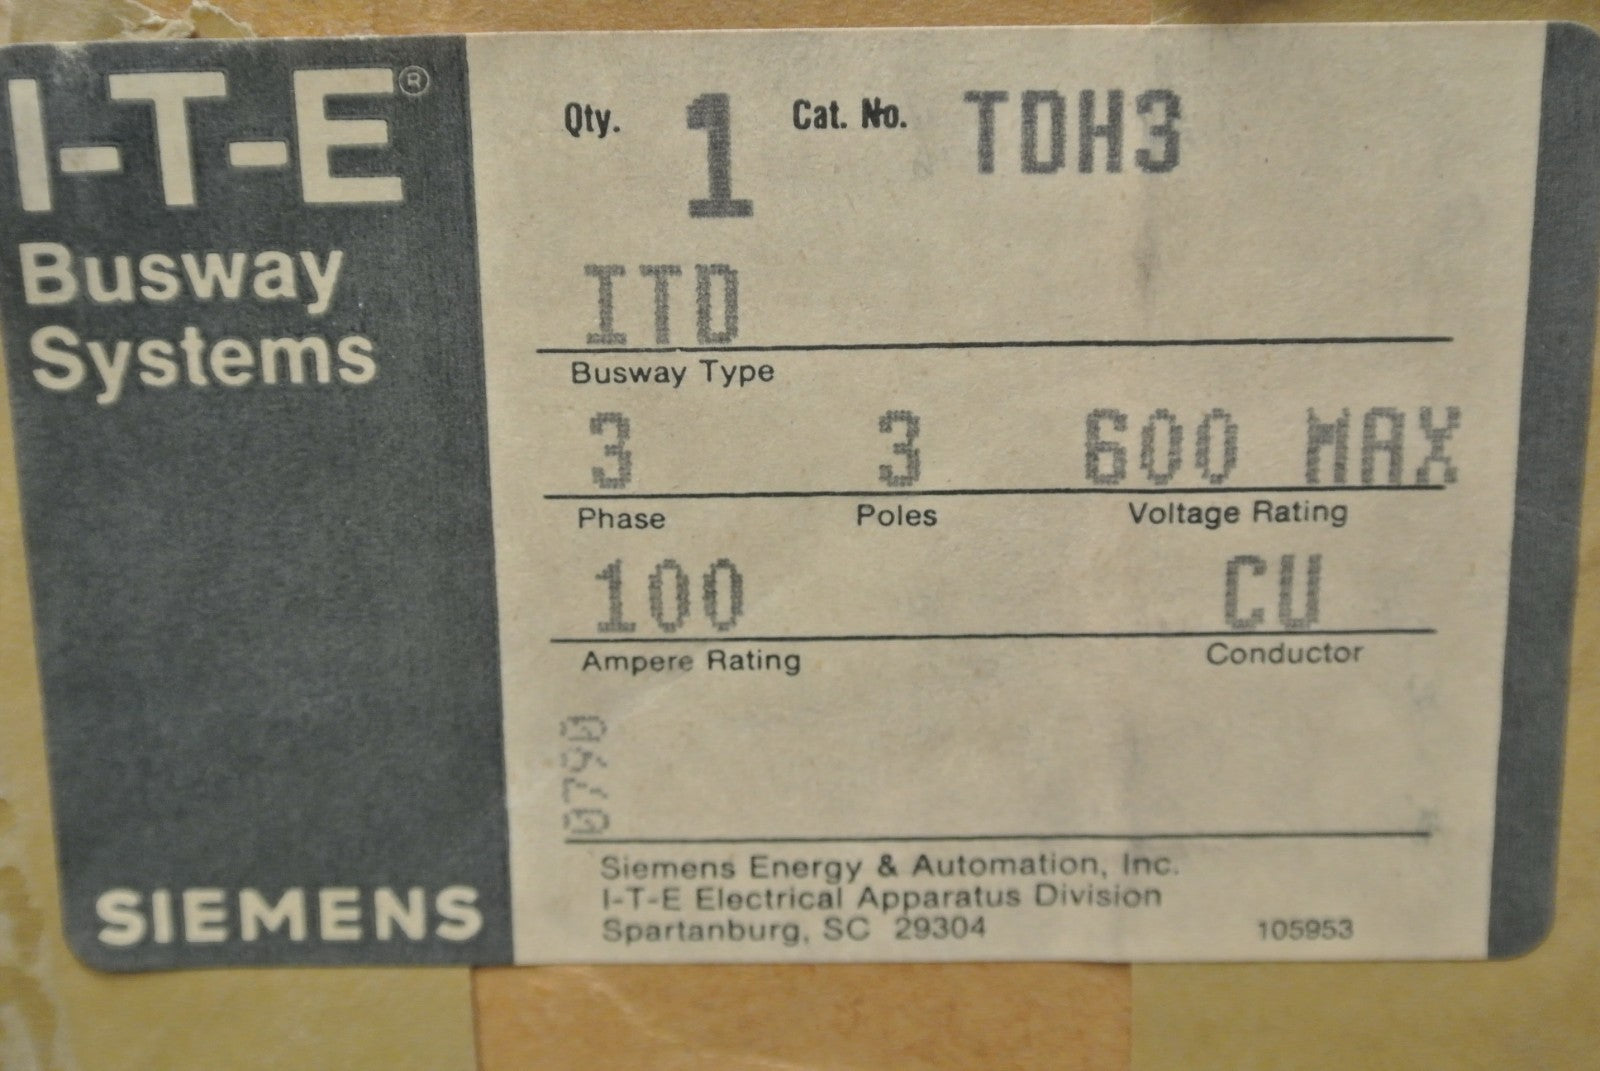 I-T-E®
Busway
Systems
SIEMENS
Qty. 1 Cat. No. TDH3
ITD
Busway Type
3 3 600 MAX
Phase Poles Voltage Rating
100 CU
Ampere Rating Conductor
0790
Siemens Energy & Automation, Inc.
I-T-E Electrical Apparatus Division
Spartanburg, SC 29304 105953